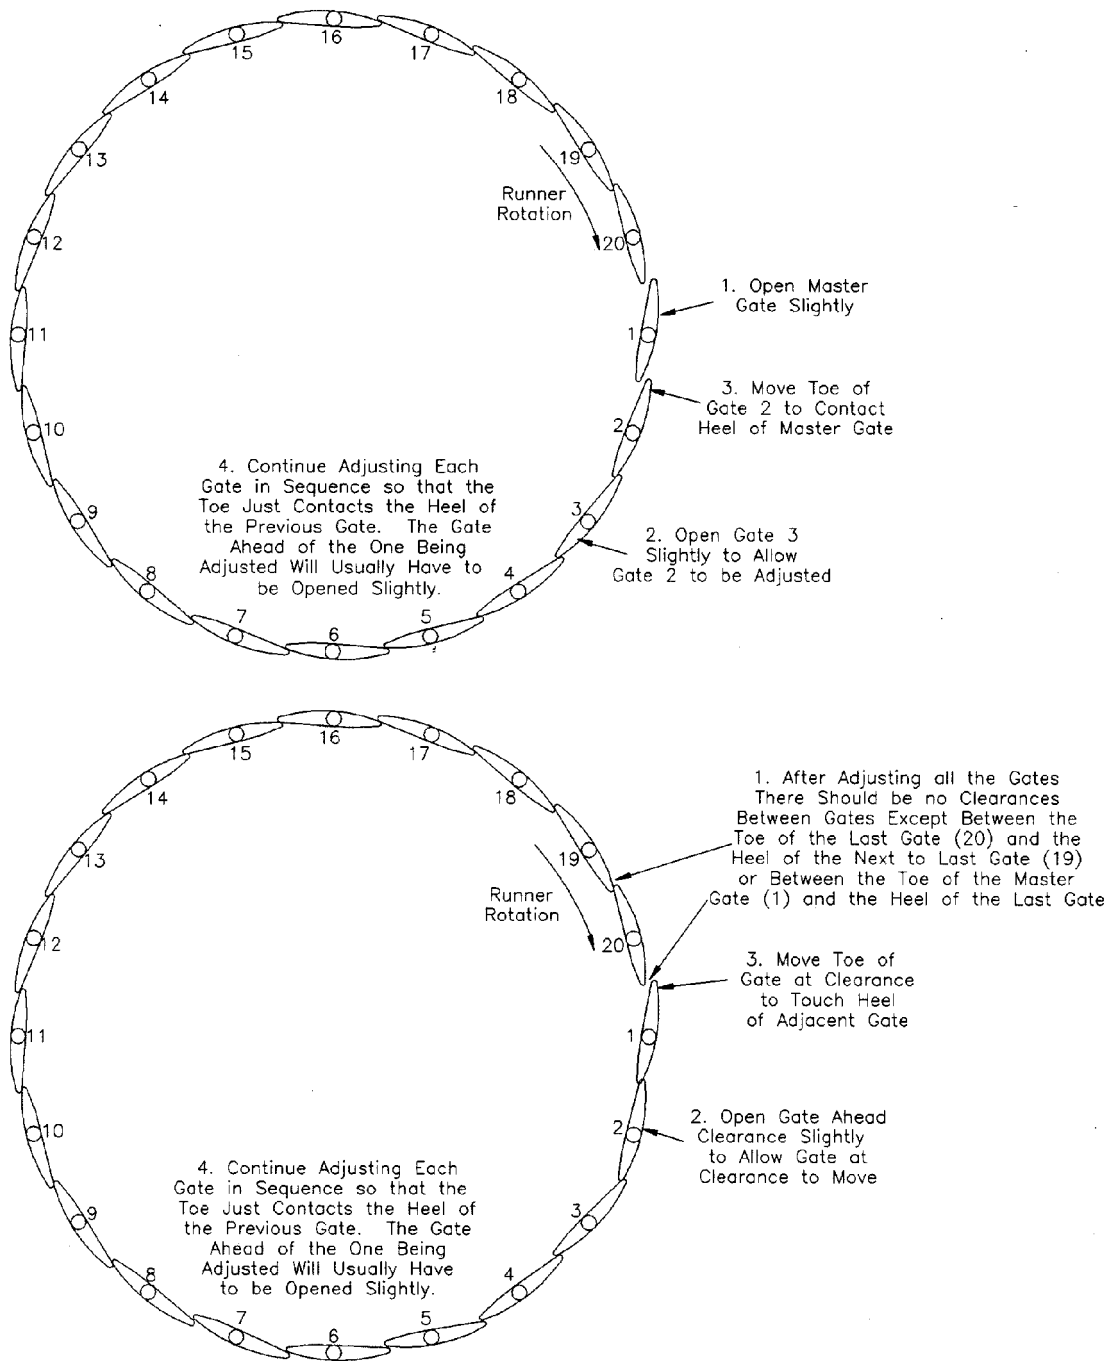 16
15
17
14
18
13
19
Runner
Rotation
12
20
1. Open Master
Gate Slightly
11
1
3. Move Toe of
Gate 2 to Contact
Heel of Master Gate
10
2
4. Continue Adjusting Each
Gate in Sequence so that the
Toe Just Contacts the Heel of
the Previous Gate. The Gate
Ahead of the One Being
Adjusted Will Usually Have to
be Opened Slightly.
9
3
2. Open Gate 3
Slightly to Allow
Gate 2 to be Adjusted
8
4
7
5
6
16
15
17
14
18
1. After Adjusting all the Gates
There Should be no Clearances
Between Gates Except Between the
Toe of the Last Gate (20) and the
Heel of the Next to Last Gate (19)
or Between the Toe of the Master
Gate (1) and the Heel of the Last Gate
13
19
Runner
Rotation
12
20
3. Move Toe of
Gate at Clearance
to Touch Heel
of Adjacent Gate
11
1
10
2
2. Open Gate Ahead
Clearance Slightly
to Allow Gate at
Clearance to Move
4. Continue Adjusting Each
Gate in Sequence so that the
Toe Just Contacts the Heel of
the Previous Gate. The Gate
Ahead of the One Being
Adjusted Will Usually Have
to be Opened Slightly.
9
3
8
4
7
5
6